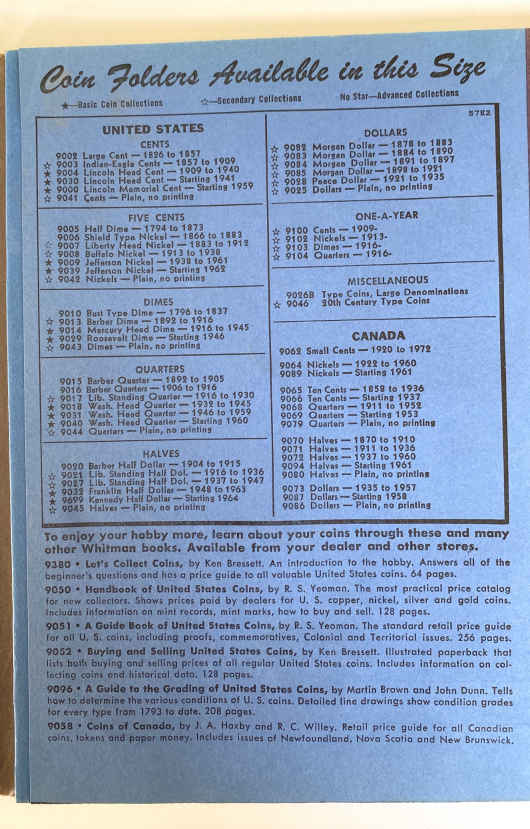 Coin Folders Available in this Size
★—Basic Coin Collections ☆—Secondary Collections No Star—Advanced Collections
5782
UNITED STATES
CENTS
9002 Large Cent — 1826 to 1857
☆ 9003 Indian-Eagle Cents — 1857 to 1909
★ 9004 Lincoln Head Cent — 1909 to 1940
★ 9030 Lincoln Head Cent — Starting 1941
★ 9000 Lincoln Memorial Cent — Starting 1959
☆ 9041 Cents — Plain, no printing
FIVE CENTS
9005 Half Dime — 1794 to 1873
9006 Shield Type Nickel — 1866 to 1883
☆ 9007 Liberty Head Nickel — 1883 to 1912
☆ 9008 Buffalo Nickel — 1913 to 1938
★ 9009 Jefferson Nickel — 1938 to 1961
★ 9039 Jefferson Nickel — Starting 1962
☆ 9042 Nickels — Plain, no printing
DIMES
9010 Bust Type Dime — 1796 to 1837
☆ 9013 Barber Dime — 1892 to 1916
★ 9014 Mercury Head Dime — 1916 to 1945
★ 9029 Roosevelt Dime — Starting 1946
☆ 9043 Dimes — Plain, no printing
QUARTERS
9015 Barber Quarter — 1892 to 1905
9016 Barber Quarter — 1906 to 1916
☆ 9017 Lib. Standing Quarter — 1916 to 1930
★ 9018 Wash. Head Quarter — 1932 to 1945
★ 9031 Wash. Head Quarter — 1946 to 1959
★ 9040 Wash. Head Quarter — Starting 1960
☆ 9044 Quarters — Plain, no printing
HALVES
9020 Barber Half Dollar — 1904 to 1915
☆ 9021 Lib. Standing Half Dol. — 1916 to 1936
☆ 9027 Lib. Standing Half Dol. — 1937 to 1947
★ 9032 Franklin Half Dollar — 1948 to 1963
★ 9699 Kennedy Half Dollar — Starting 1964
☆ 9045 Halves — Plain, no printing
DOLLARS
☆ 9082 Morgan Dollar — 1878 to 1883
☆ 9083 Morgan Dollar — 1884 to 1890
☆ 9084 Morgan Dollar — 1891 to 1897
☆ 9085 Morgan Dollar — 1898 to 1921
☆ 9028 Peace Dollar — 1921 to 1935
☆ 9025 Dollars — Plain, no printing
ONE-A-YEAR
☆ 9100 Cents — 1909-
☆ 9102 Nickels — 1913-
☆ 9103 Dimes — 1916-
☆ 9104 Quarters — 1916-
MISCELLANEOUS
9026B Type Coins, Large Denominations
☆ 9046 20th Century Type Coins
CANADA
9062 Small Cents — 1920 to 1972
9064 Nickels — 1922 to 1960
9089 Nickels — Starting 1961
9065 Ten Cents — 1858 to 1936
9066 Ten Cents — Starting 1937
9068 Quarters — 1911 to 1952
9069 Quarters — Starting 1953
9079 Quarters — Plain, no printing
9070 Halves — 1870 to 1910
9071 Halves — 1911 to 1936
9072 Halves — 1937 to 1960
9094 Halves — Starting 1961
9080 Halves — Plain, no printing
9073 Dollars — 1935 to 1957
9087 Dollars — Starting 1958
9086 Dollars — Plain, no printing
To enjoy your hobby more, learn about your coins through these and many
other Whitman books. Available from your dealer and other stores.
9380 • Let's Collect Coins, by Ken Bressett. An introduction to the hobby. Answers all of the
beginner's questions and has a price guide to all valuable United States coins. 64 pages.
9050 • Handbook of United States Coins, by R. S. Yeoman. The most practical price catalog
for new collectors. Shows prices paid by dealers for U. S. copper, nickel, silver and gold coins.
Includes information on mint records, mint marks, how to buy and sell. 128 pages.
9051 • A Guide Book of United States Coins, by R. S. Yeoman. The standard retail price guide
for all U. S. coins, including proofs, commemoratives, Colonial and Territorial issues. 256 pages.
9052 • Buying and Selling United States Coins, by Ken Bressett. Illustrated paperback that
lists both buying and selling prices of all regular United States coins. Includes information on col-
lecting coins and historical data. 128 pages.
9096 • A Guide to the Grading of United States Coins, by Martin Brown and John Dunn. Tells
how to determine the various conditions of U. S. coins. Detailed line drawings show condition grades
for every type from 1793 to date. 208 pages.
9058 • Coins of Canada, by J. A. Haxby and R. C. Willey. Retail price guide for all Canadian
coins, tokens and paper money. Includes issues of Newfoundland, Nova Scotia and New Brunswick.